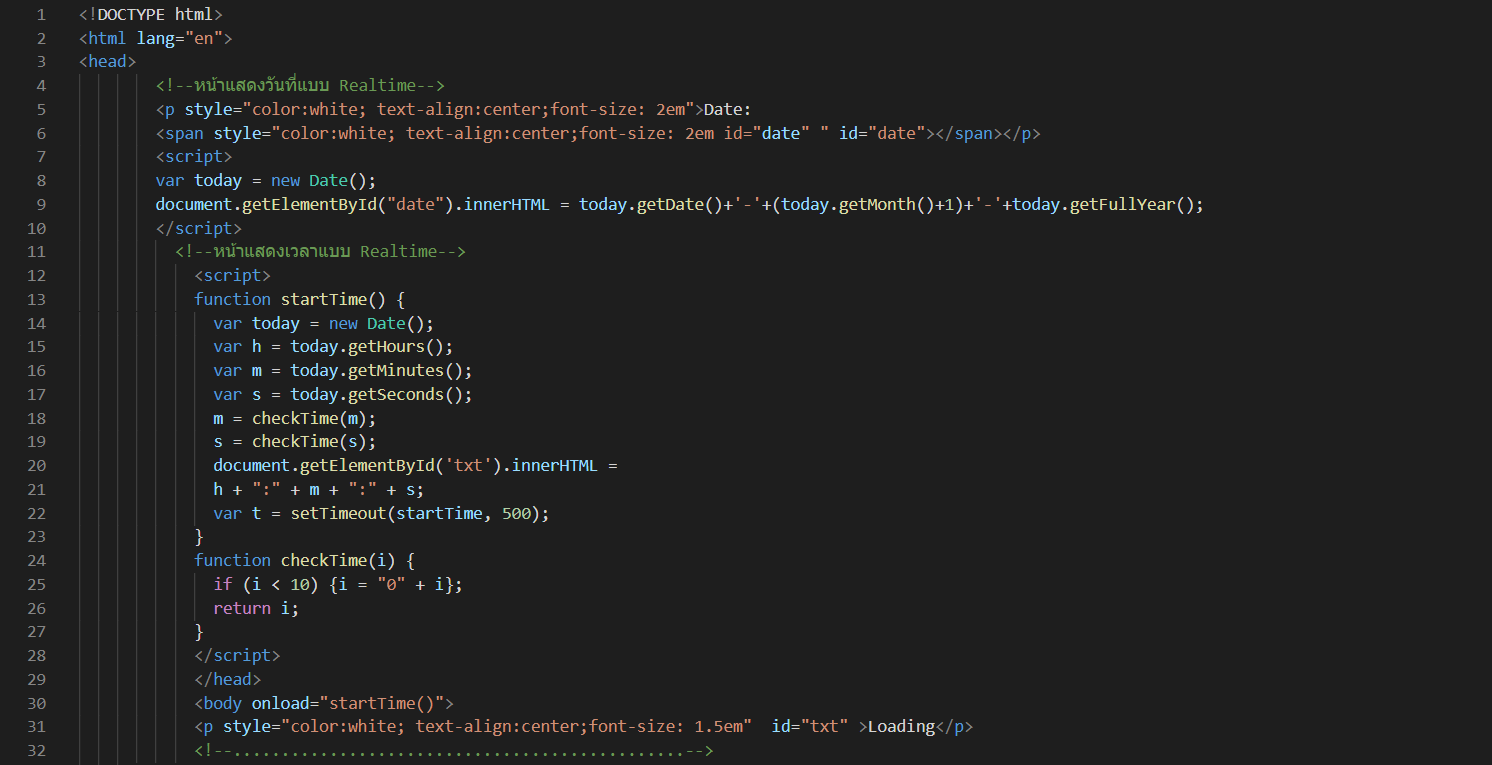 1 <!DOCTYPE html>
2 <html lang="en">
3 <head>
4 <!--หน้าแสดงวันที่แบบ Realtime-->
5 <p style="color:white; text-align:center;font-size: 2em">Date:
6 <span style="color:white; text-align:center;font-size: 2em id="date" " id="date"></span></p>
7 <script>
8 var today = new Date();
9 document.getElementById("date").innerHTML = today.getDate()+'-'+(today.getMonth()+1)+'-'+today.getFullYear();
10 </script>
11 <!--หน้าแสดงเวลาแบบ Realtime-->
12 <script>
13 function startTime() {
14 var today = new Date();
15 var h = today.getHours();
16 var m = today.getMinutes();
17 var s = today.getSeconds();
18 m = checkTime(m);
19 s = checkTime(s);
20 document.getElementById('txt').innerHTML =
21 h + ":" + m + ":" + s;
22 var t = setTimeout(startTime, 500);
23 }
24 function checkTime(i) {
25 if (i < 10) {i = "0" + i};
26 return i;
27 }
28 </script>
29 </head>
30 <body onload="startTime()">
31 <p style="color:white; text-align:center;font-size: 1.5em"  id="txt" >Loading</p>
32 <!--...............................................-->